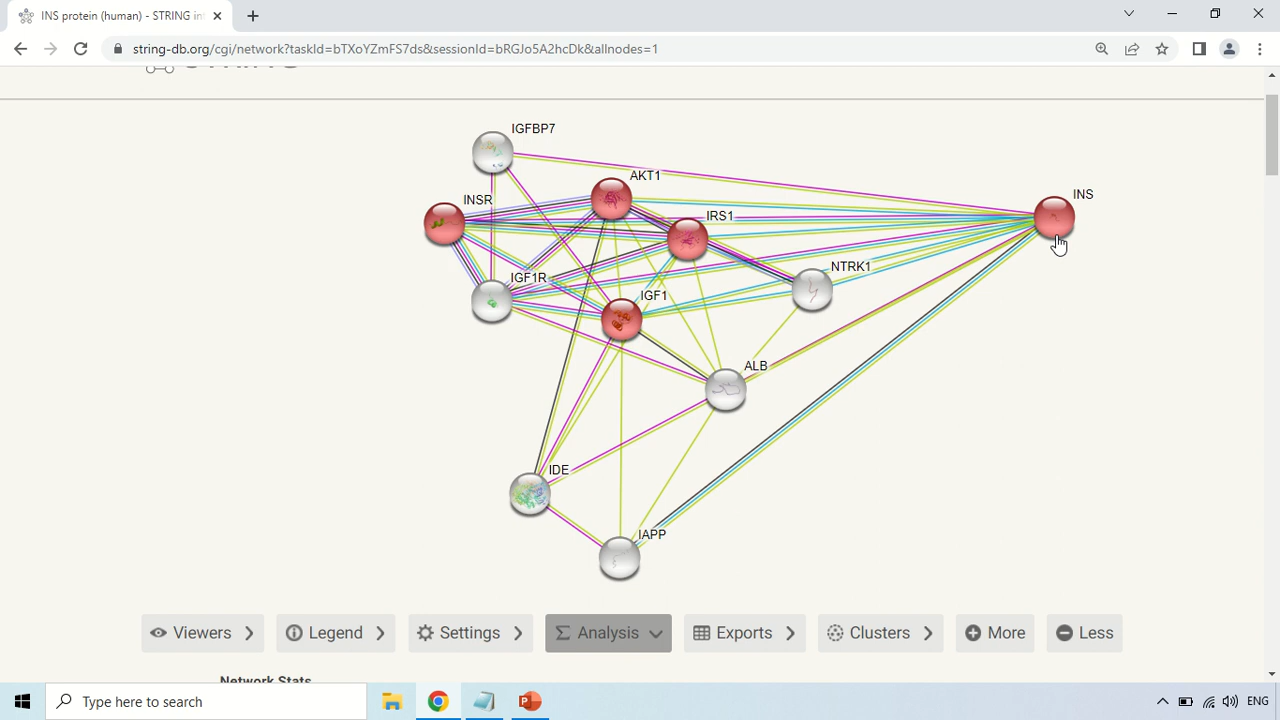 INS protein (human) - STRING in
string-db.org/cgi/network?taskId=bTXoYZmFS7ds&sessionId=bRGJo5A2hcDk&allnodes=1
IGFBP7
AKT1
INSR
INS
IRS1
NTRK1
IGF1R
IGF1
ALB
IDE
IAPP
Viewers
Legend
Settings
Analysis
Exports
Clusters
More
Less
Network Stats
Type here to search
ENG